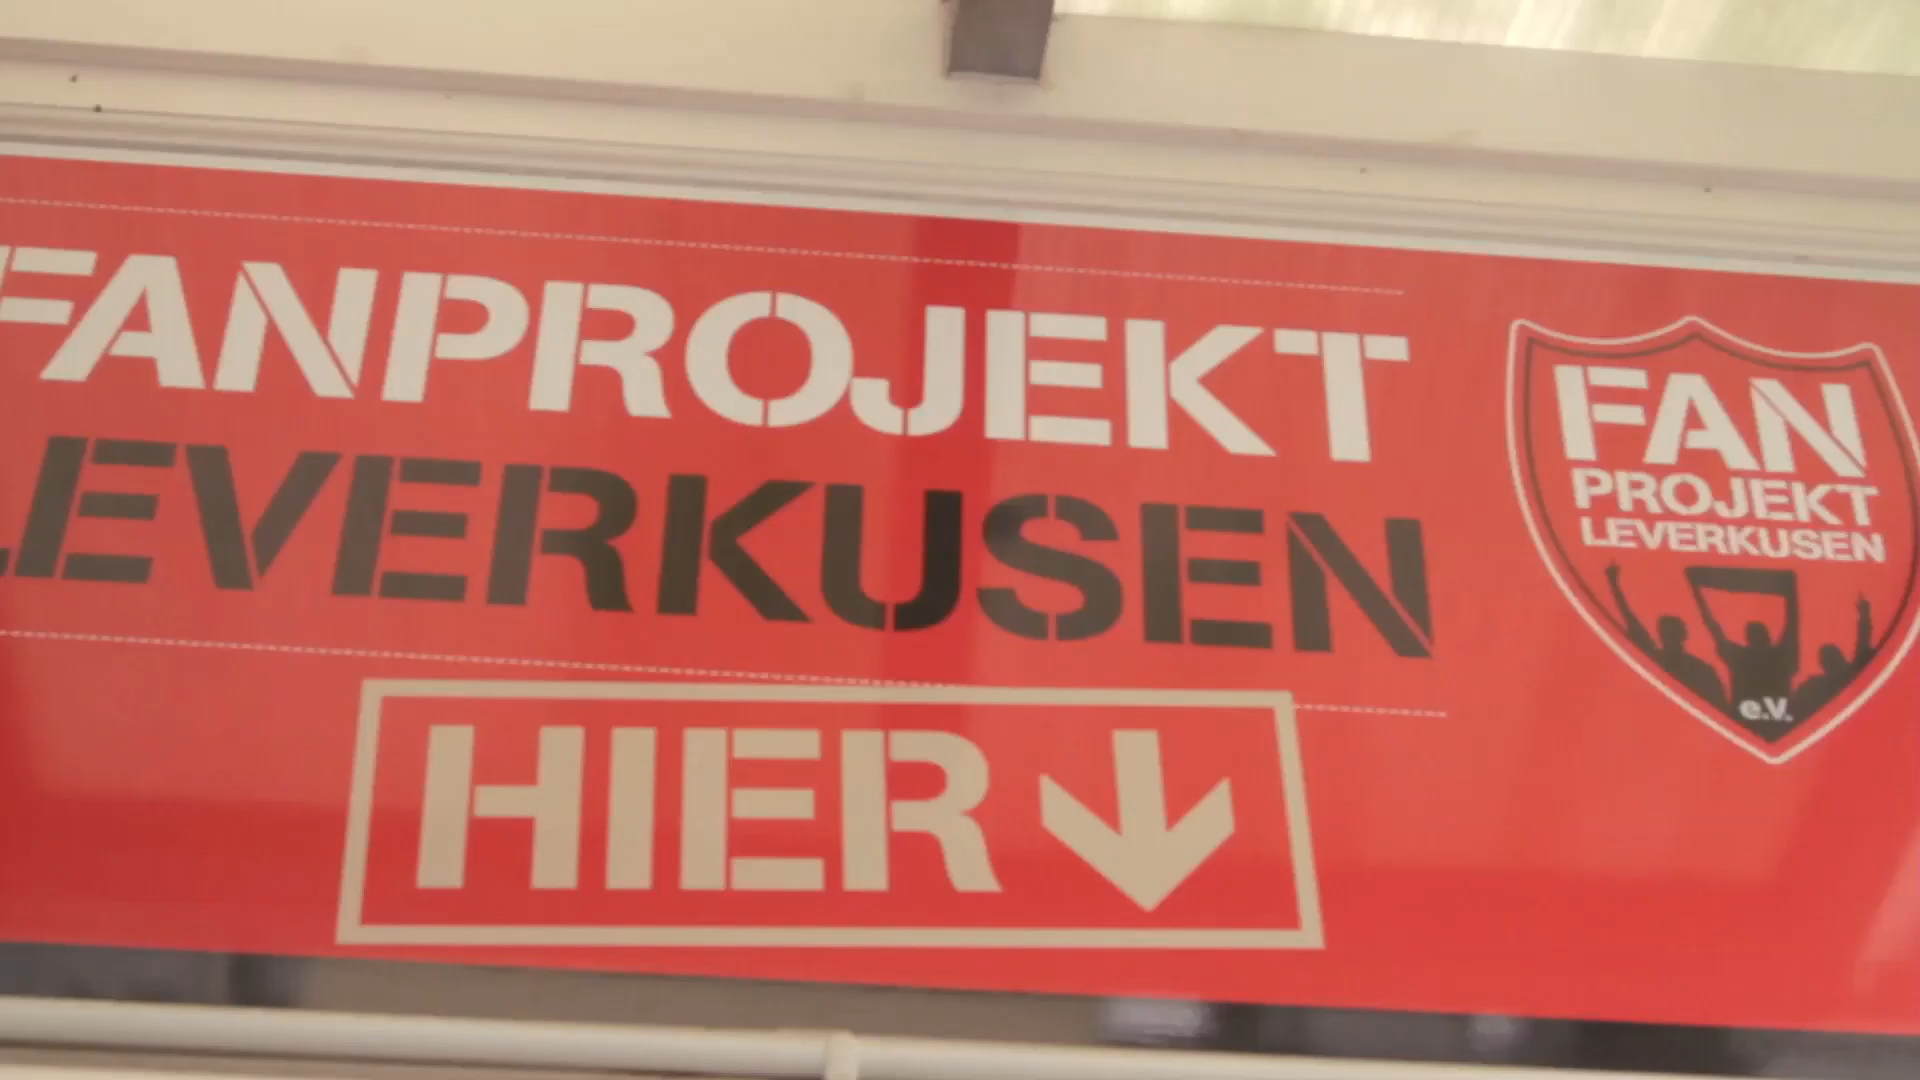 FANPROJEKT
LEVERKUSEN
HIER
FAN
PROJEKT
LEVERKUSEN
e.V.